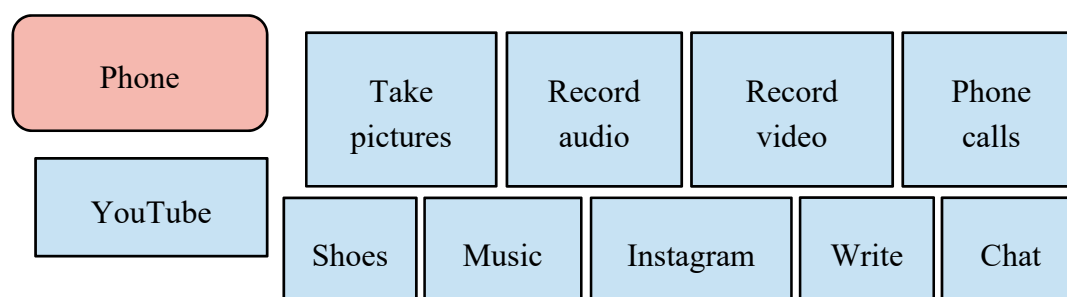 Phone
Take
pictures
Record
audio
Record
video
Phone
calls
YouTube
Shoes
Music
Instagram
Write
Chat